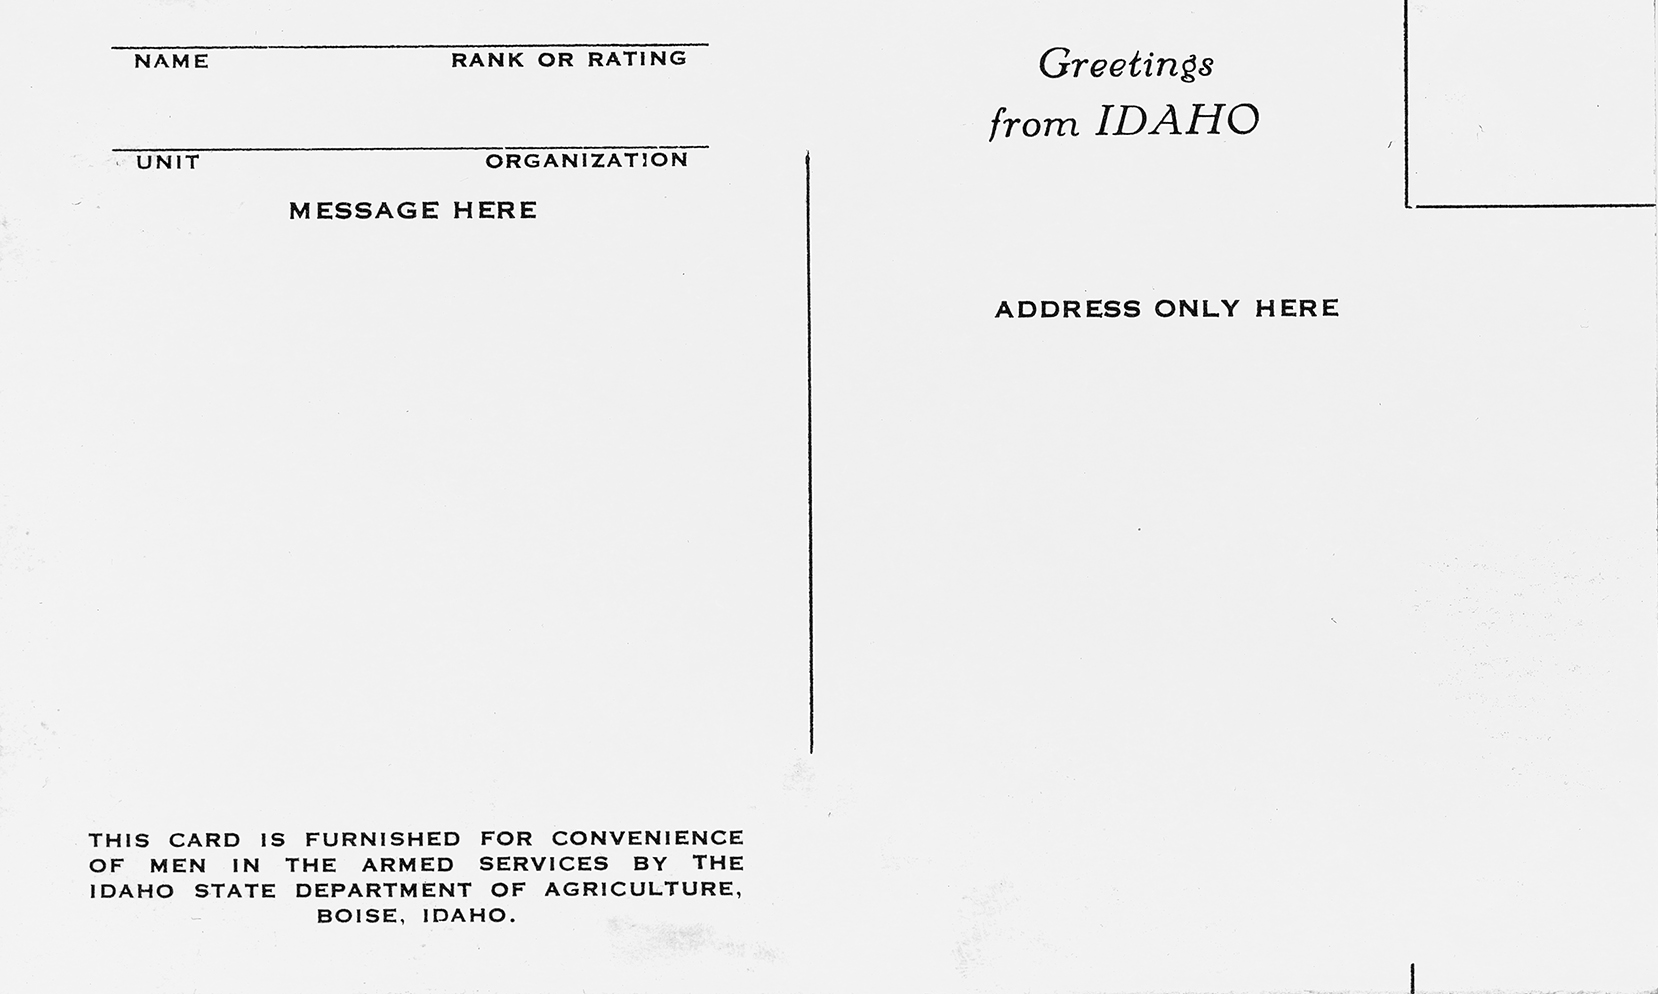 NAME RANK OR RATING
UNIT ORGANIZATION
MESSAGE HERE
THIS CARD IS FURNISHED FOR CONVENIENCE
OF MEN IN THE ARMED SERVICES BY THE
IDAHO STATE DEPARTMENT OF AGRICULTURE,
BOISE, IDAHO.
Greetings
from IDAHO
ADDRESS ONLY HERE